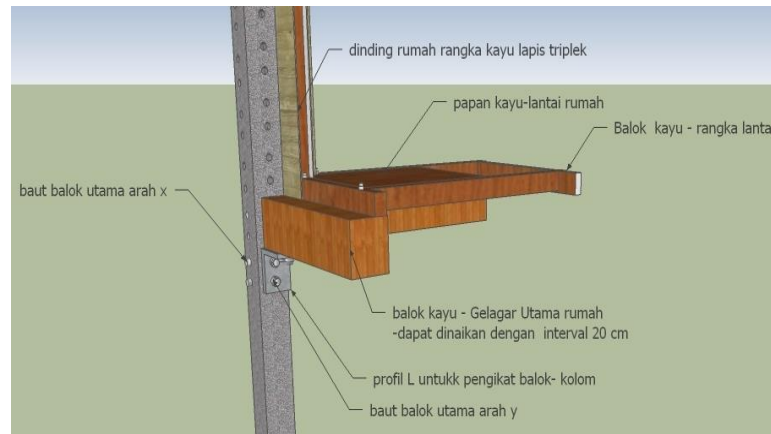 dinding rumah rangka kayu lapis triplek
papan kayu-lantai rumah
Balok kayu - rangka lanta
baut balok utama arah x
balok kayu - Gelagar Utama rumah
-dapat dinaikan dengan interval 20 cm
profil L untukk pengikat balok- kolom
baut balok utama arah y